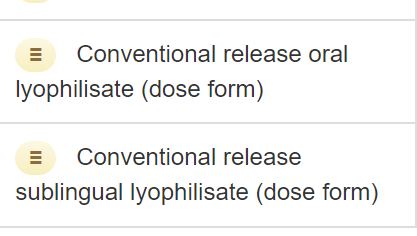 Conventional release oral
lyophilisate (dose form)
Conventional release
sublingual lyophilisate (dose form)